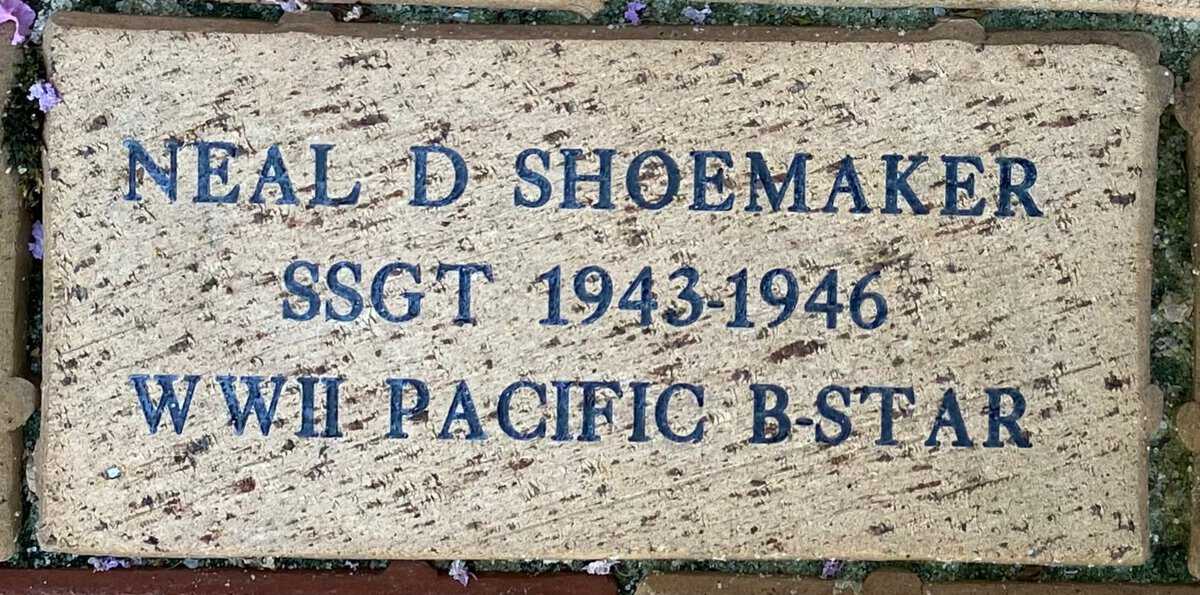 NEAL D SHOEMAKER
SSGT 1943-1946
WWII PACIFIC B-STAR